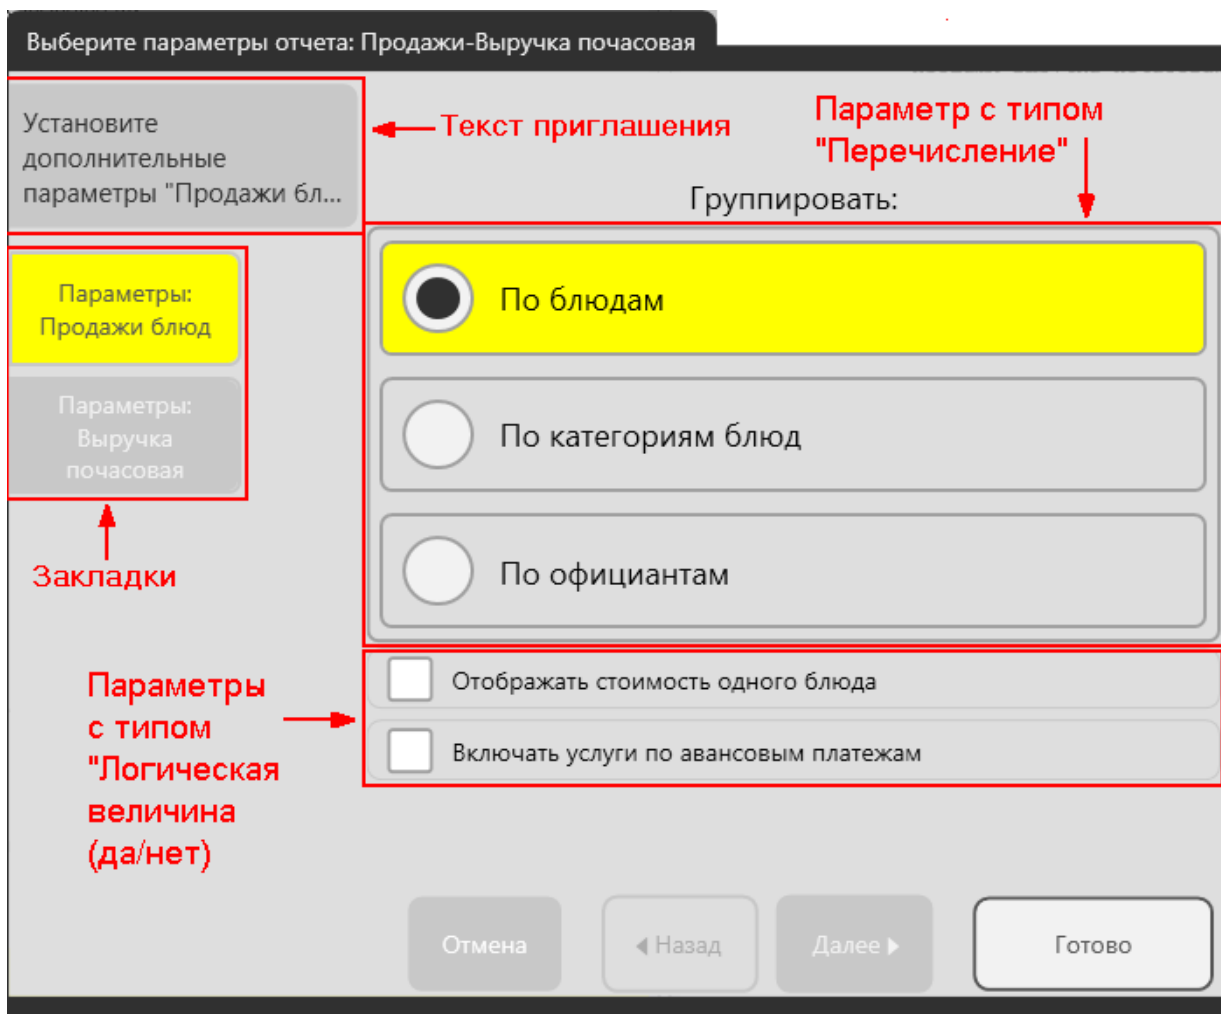 Выберите параметры отчета: Продажи-Выручка почасовая
Установите
дополнительные
параметры "Продажи бл...
Текст приглашения
Параметр с типом
"Перечисление"
Группировать:
Параметры:
Продажи блюд
Параметры:
Выручка
почасовая
Закладки
По блюдам
По категориям блюд
По официантам
Параметры
с типом
"Логическая
величина
(да/нет)
Отображать стоимость одного блюда
Включать услуги по авансовым платежам
Отмена
Назад
Далее
Готово